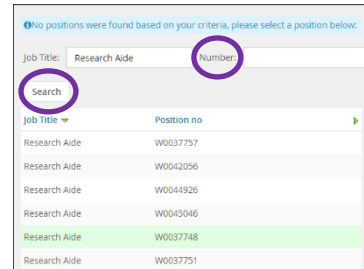 No positions were found based on your criteria, please select a position below:
Job Title: Research Aide Number:
Search
Job Title Position no
Research Aide W0037757
Research Aide W0042056
Research Aide W0044926
Research Aide W0045046
Research Aide W0037748
Research Aide W0037751